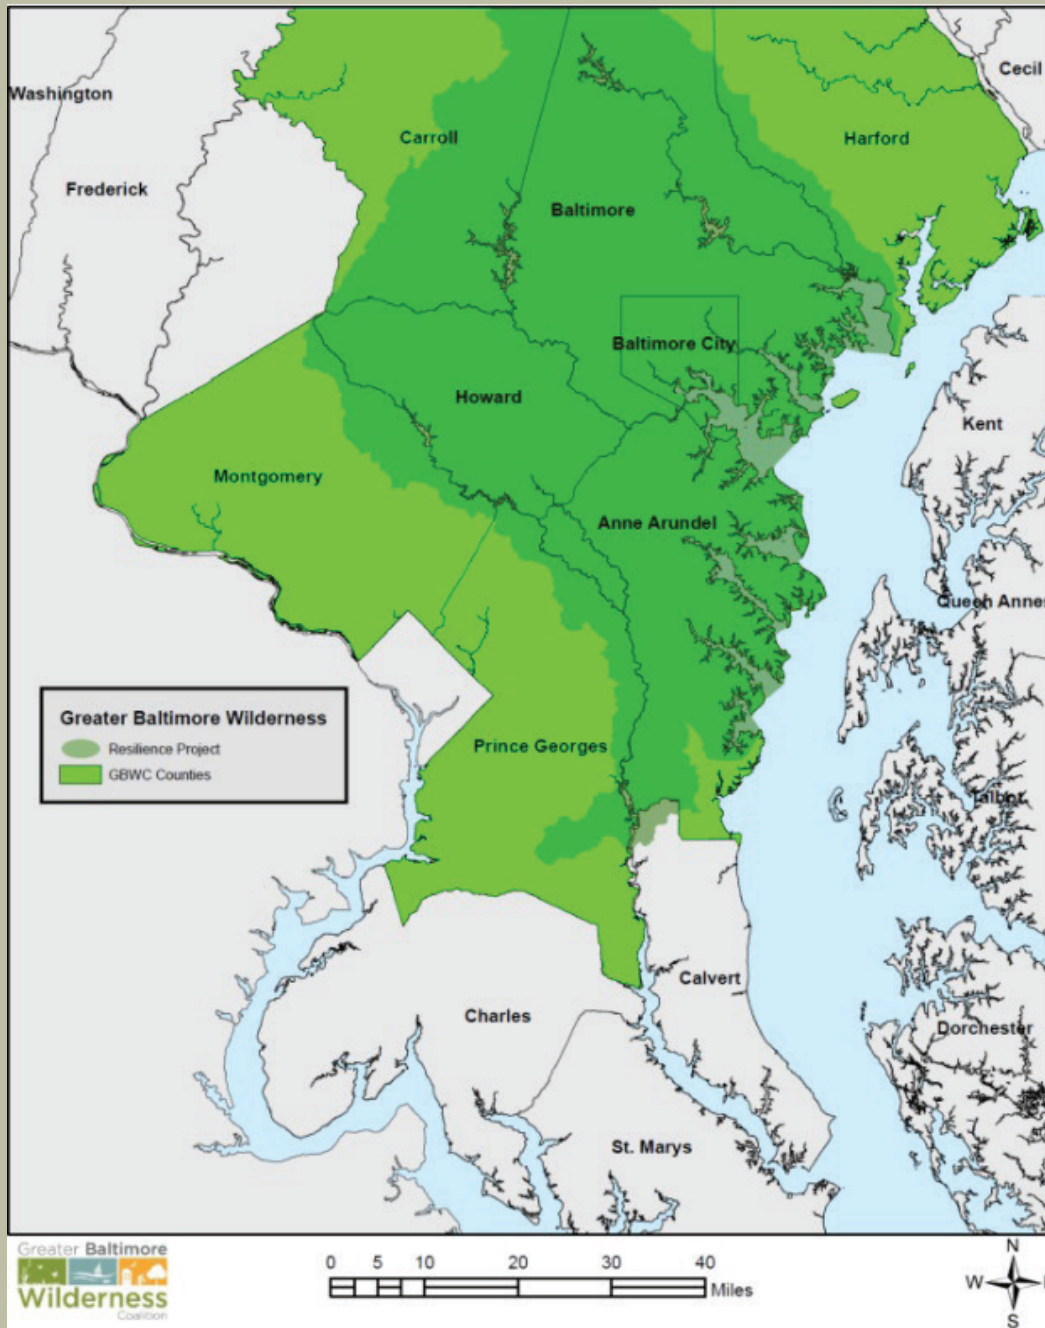 Cecil
Washington
Carroll
Harford
Frederick
Baltimore
Baltimore City
Howard
Kent
Montgomery
Anne Arundel
Queen Annes
Greater Baltimore Wilderness
Resilience Project
GBWC Counties
Prince Georges
Talbot
Calvert
Charles
Dorchester
St. Marys
Greater Baltimore
Wilderness
Coalition
0 5 10 20 30 40
Miles
N
W
S